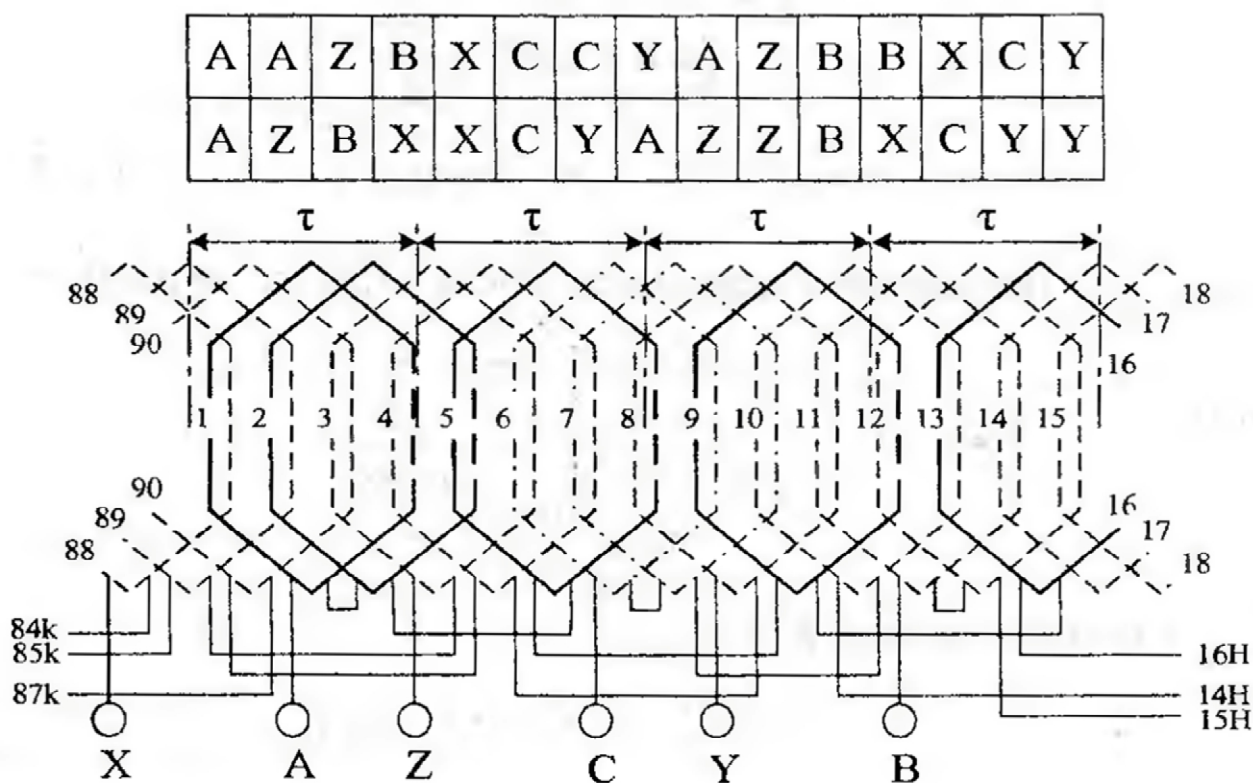 A A Z B X C C Y A Z B B X C Y
A Z B X X C Y A Z Z B X C Y Y
τ τ τ τ
88 18
89 17
90 16
1 2 3 4 5 6 7 8 9 10 11 12 13 14 15
90 16
89 17
88 18
84k
85k 16H
87k 14H
15H
X A Z C Y B